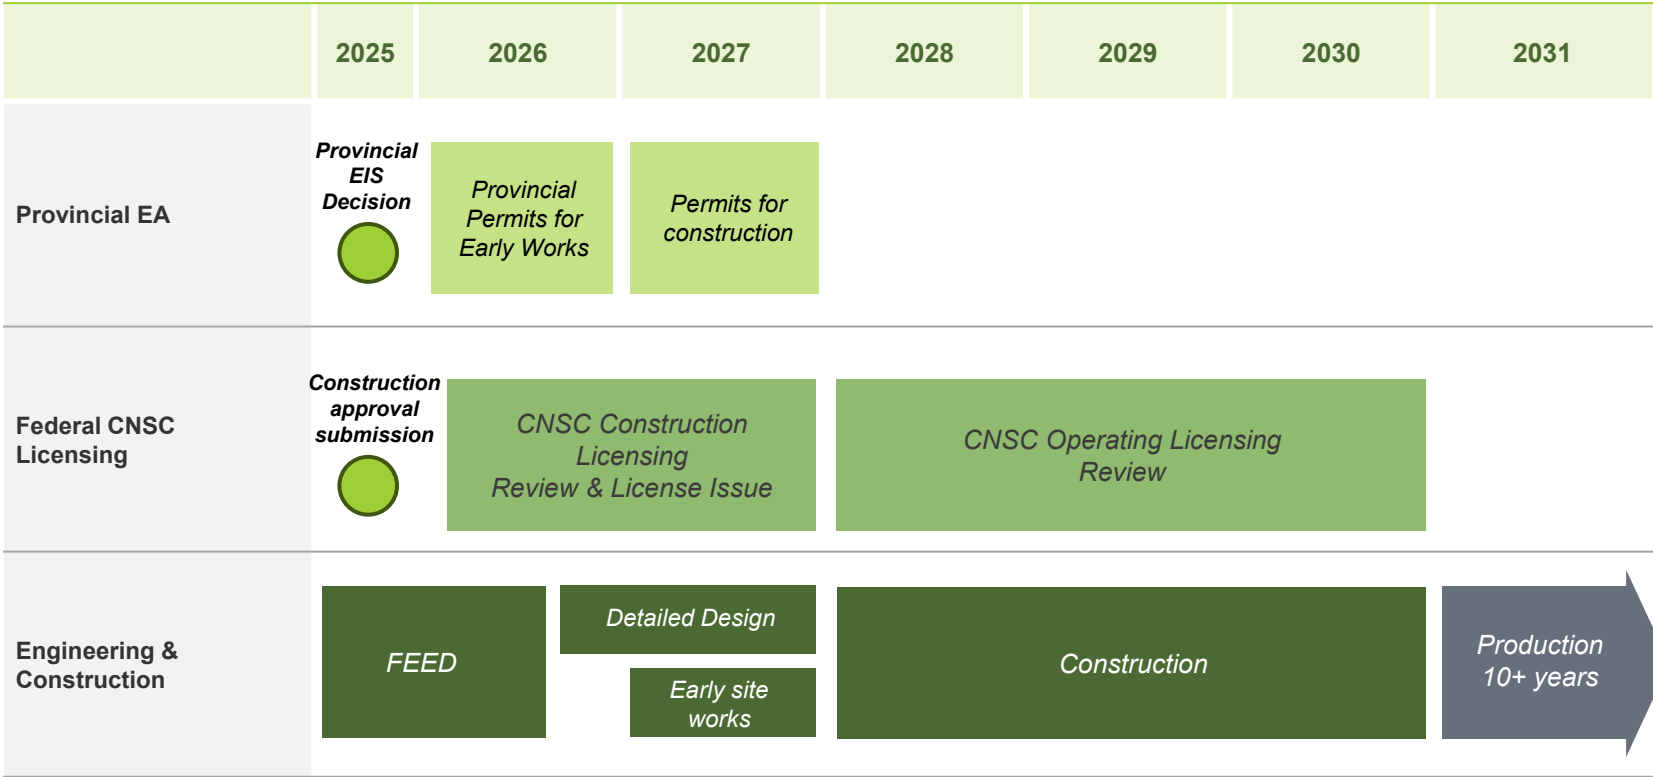 2025 2026 2027 2028 2029 2030 2031
Provincial EA
Provincial
EIS
Decision
Provincial
Permits for
Early Works
Permits for
construction
Federal CNSC
Licensing
Construction
approval
submission
CNSC Construction
Licensing
Review & License Issue
CNSC Operating Licensing
Review
Engineering &
Construction
FEED
Detailed Design
Early site
works
Construction
Production
10+ years